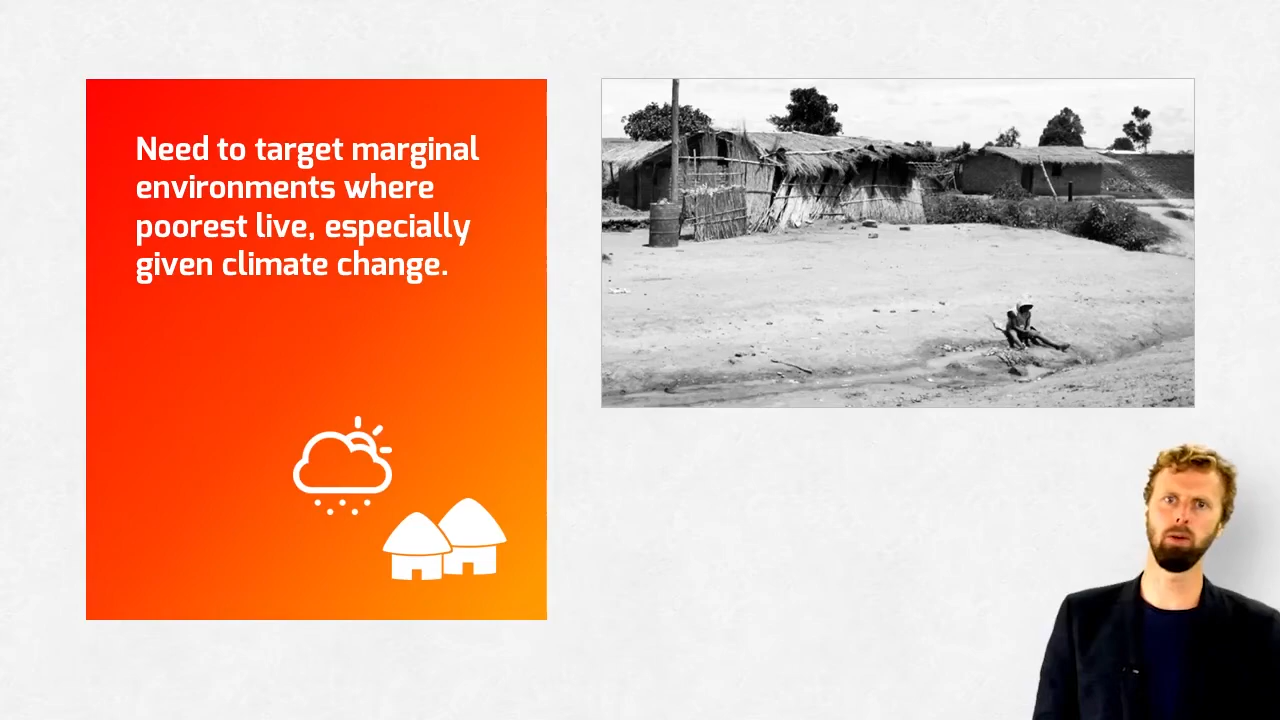 Need to target marginal
environments where
poorest live, especially
given climate change.